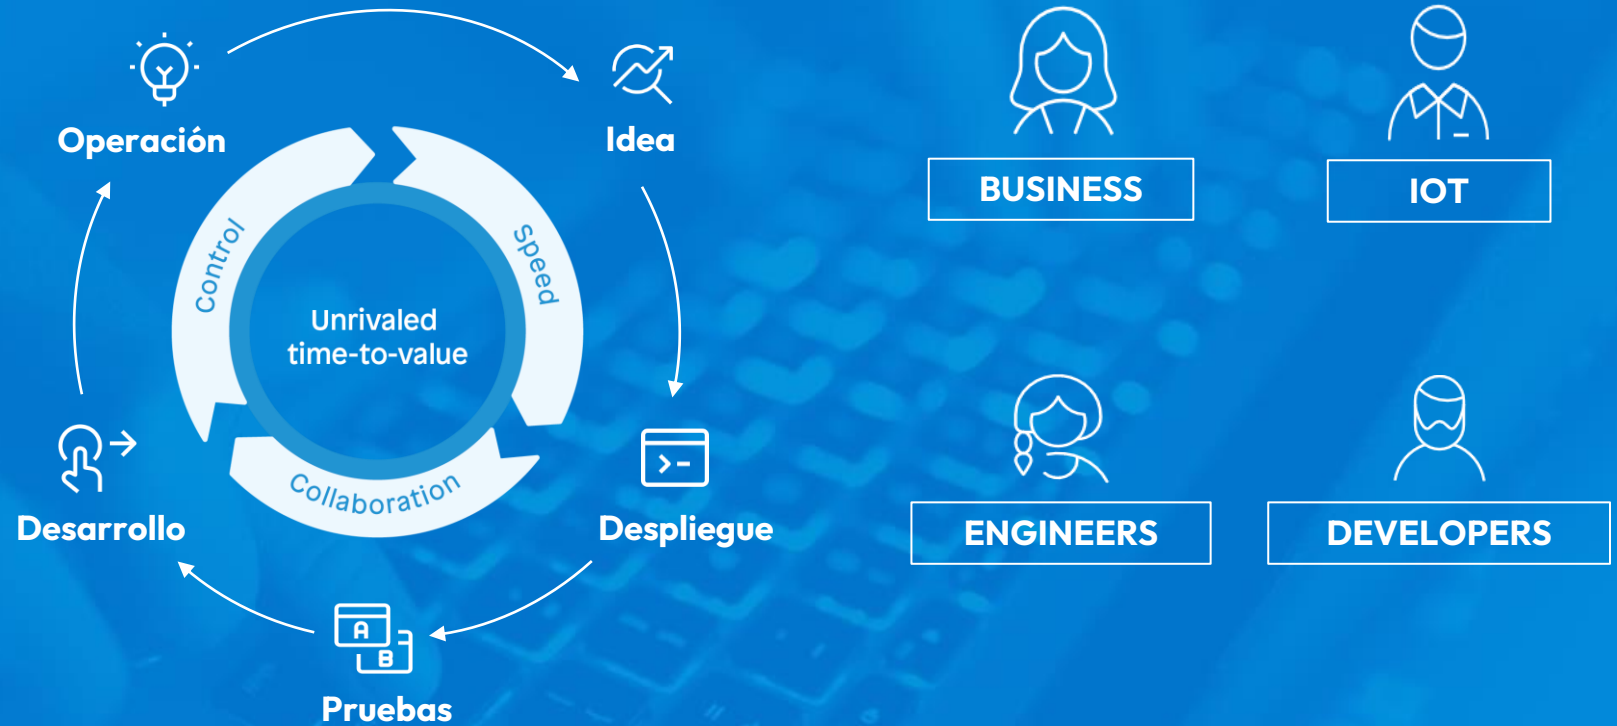 Operación
Idea
Control
Speed
Unrivaled
time-to-value
Collaboration
Desarrollo
Despliegue
A
B
Pruebas
BUSINESS
IOT
ENGINEERS
DEVELOPERS